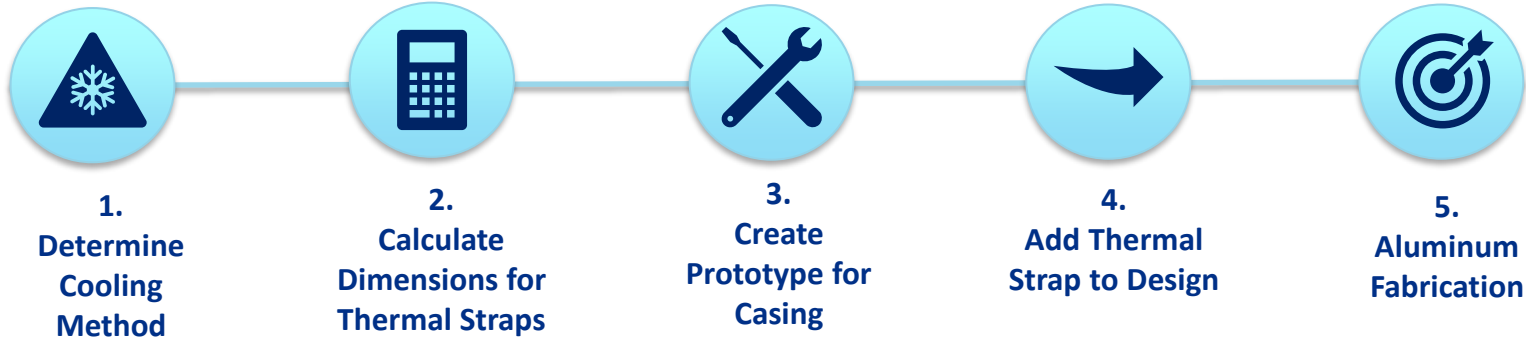 1.
Determine
Cooling
Method
2.
Calculate
Dimensions for
Thermal Straps
3.
Create
Prototype for
Casing
4.
Add Thermal
Strap to Design
5.
Aluminum
Fabrication